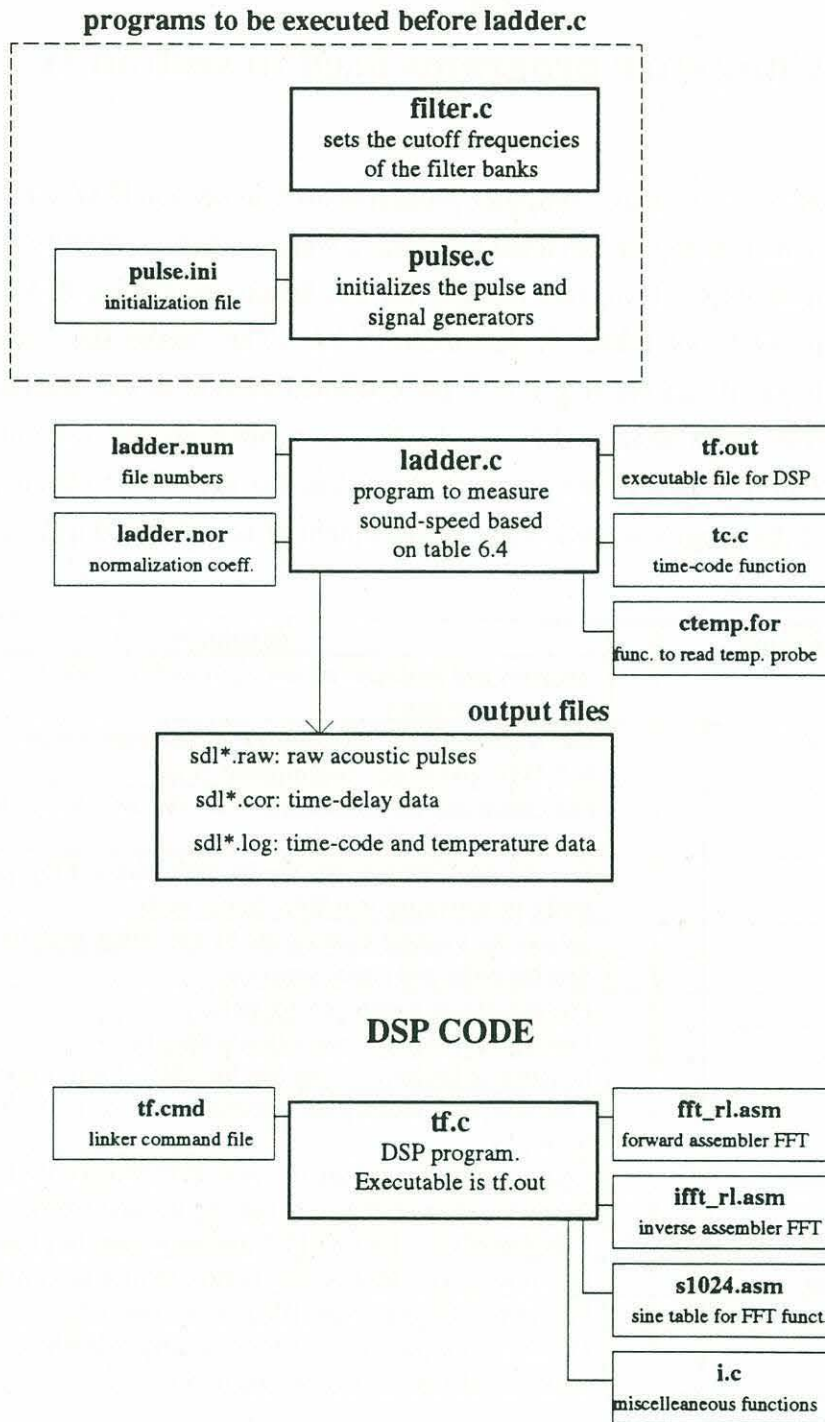 programs to be executed before ladder.c
filter.c
sets the cutoff frequencies
of the filter banks
pulse.ini
initialization file
pulse.c
initializes the pulse and
signal generators
ladder.num
file numbers
ladder.nor
normalization coeff.
ladder.c
program to measure
sound-speed based
on table 6.4
tf.out
executable file for DSP
tc.c
time-code function
ctemp.for
func. to read temp. probe
output files
sdl*.raw: raw acoustic pulses
sdl*.cor: time-delay data
sdl*.log: time-code and temperature data
DSP CODE
tf.cmd
linker command file
tf.c
DSP program.
Executable is tf.out
fft_rl.asm
forward assembler FFT
ifft_rl.asm
inverse assembler FFT
s1024.asm
sine table for FFT funct.
i.c
miscelleaneous functions